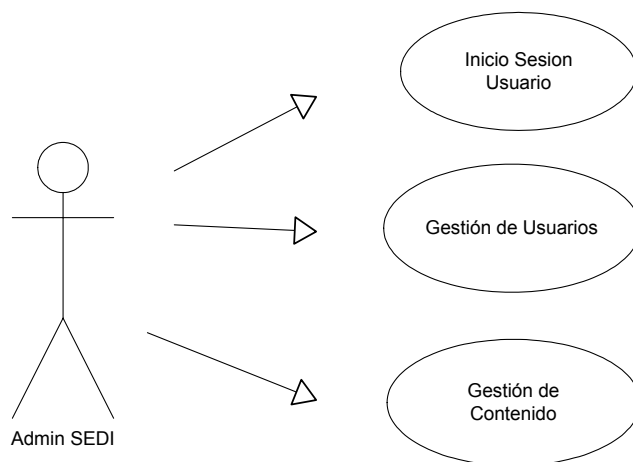 Inicio Sesion
Usuario
Gestión de Usuarios
Gestión de
Contenido
Admin SEDI